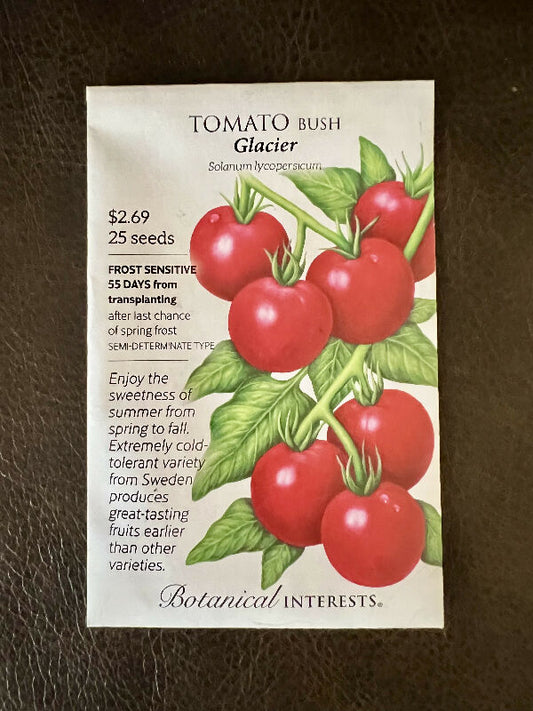 TOMATO BUSH
Glacier
Solanum lycopersicum
$2.69
25 seeds
FROST SENSITIVE
55 DAYS from
transplanting
after last chance
of spring frost
SEMI-DETERMINATE TYPE
Enjoy the
sweetness of
summer from
spring to fall.
Extremely cold-
tolerant variety
from Sweden
produces
great-tasting
fruits earlier
than other
varieties.
Botanical INTERESTS®